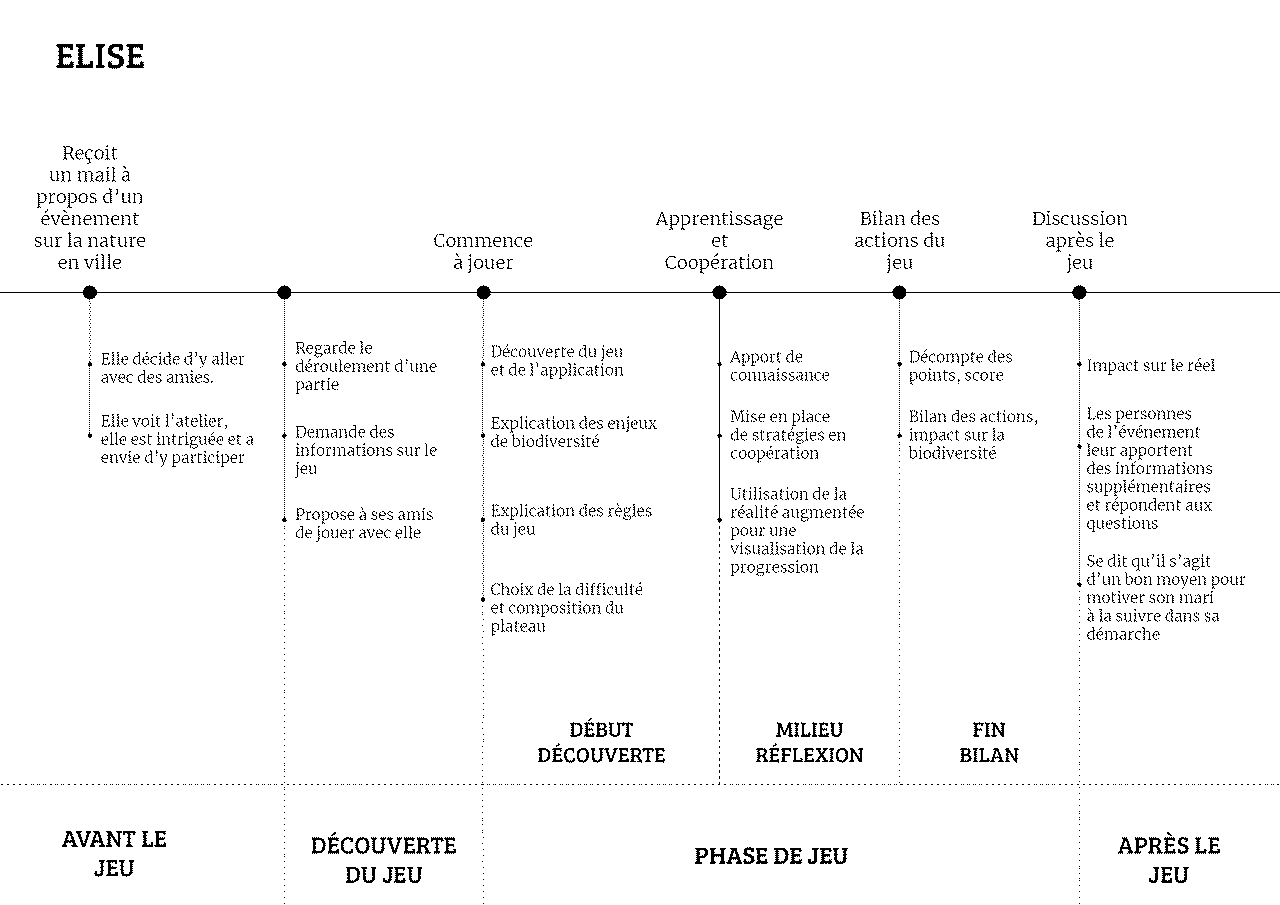 ELISE
Reçoit
un mail à
propos d'un
évènement
sur la nature
en ville
Commence
à jouer
Apprentissage
et
Coopération
Bilan des
actions du
jeu
Discussion
après le
jeu
Elle décide d'y aller
avec des amies.
Elle voit l'atelier,
elle est intriguée et a
envie d'y participer
Regarde le
déroulement d'une
partie
Demande des
informations sur le
jeu
Propose à ses amis
de jouer avec elle
Découverte du jeu
et de l'application
Explication des enjeux
de biodiversité
Explication des règles
du jeu
Choix de la difficulté
et composition du
plateau
Apport de
connaissance
Mise en place
de stratégies en
coopération
Utilisation de la
réalité augmentée
pour une
visualisation de la
progression
Décompte des
points, score
Bilan des actions,
impact sur la
biodiversité
Impact sur le réel
Les personnes
de l'événement
leur apportent
des informations
supplémentaires
et répondent aux
questions
Se dit qu'il s'agit
d'un bon moyen pour
motiver son mari
à la suivre dans sa
démarche
DÉBUT
DÉCOUVERTE
MILIEU
RÉFLEXION
FIN
BILAN
AVANT LE
JEU
DÉCOUVERTE
DU JEU
PHASE DE JEU
APRÈS LE
JEU